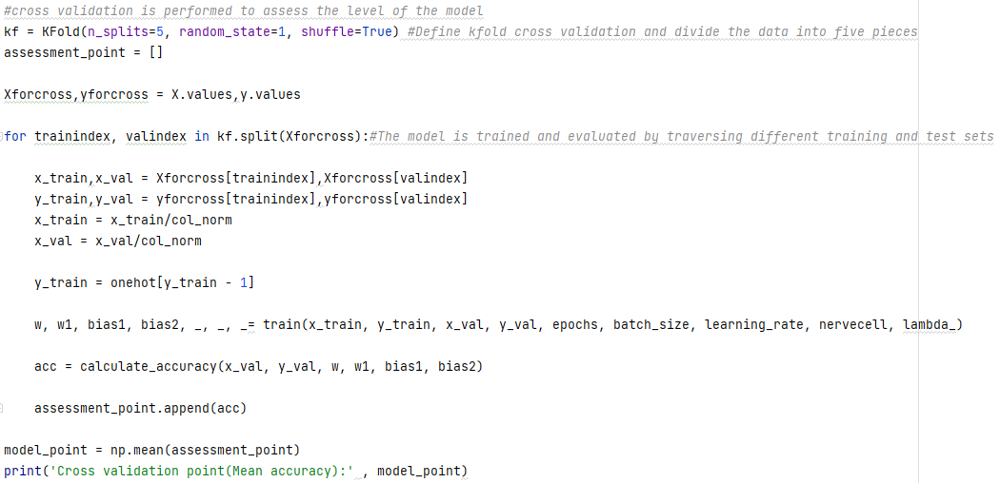 #cross validation is performed to assess the level of the model
kf = KFold(n_splits=5, random_state=1, shuffle=True) #Define kfold cross validation and divide the data into five pieces
assessment_point = []
Xforcross,yforcross = X.values,y.values
for trainindex, valindex in kf.split(Xforcross):#The model is trained and evaluated by traversing different training and test sets
    x_train,x_val = Xforcross[trainindex],Xforcross[valindex]
    y_train,y_val = yforcross[trainindex],yforcross[valindex]
    x_train = x_train/col_norm
    x_val = x_val/col_norm
    y_train = onehot[y_train - 1]
    w, w1, bias1, bias2, _, _, _= train(x_train, y_train, x_val, y_val, epochs, batch_size, learning_rate, nervecell, lambda_)
    acc = calculate_accuracy(x_val, y_val, w, w1, bias1, bias2)
    assessment_point.append(acc)
model_point = np.mean(assessment_point)
print('Cross validation point(Mean accuracy):' , model_point)